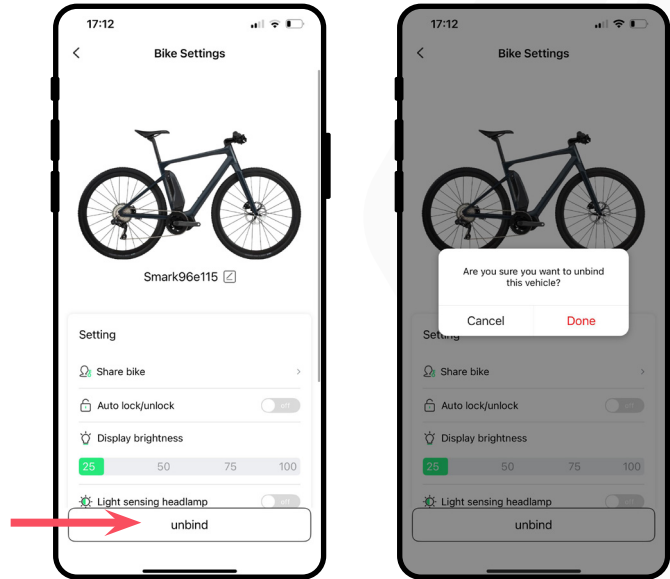 17:12
Bike Settings
Smark96e115
Setting
Share bike
Auto lock/unlock
off
Display brightness
25 50 75 100
Light sensing headlamp
off
unbind
17:12
Bike Settings
Are you sure you want to unbind
this vehicle?
Cancel Done
Setting
Share bike
Auto lock/unlock
off
Display brightness
25 50 75 100
Light sensing headlamp
off
unbind